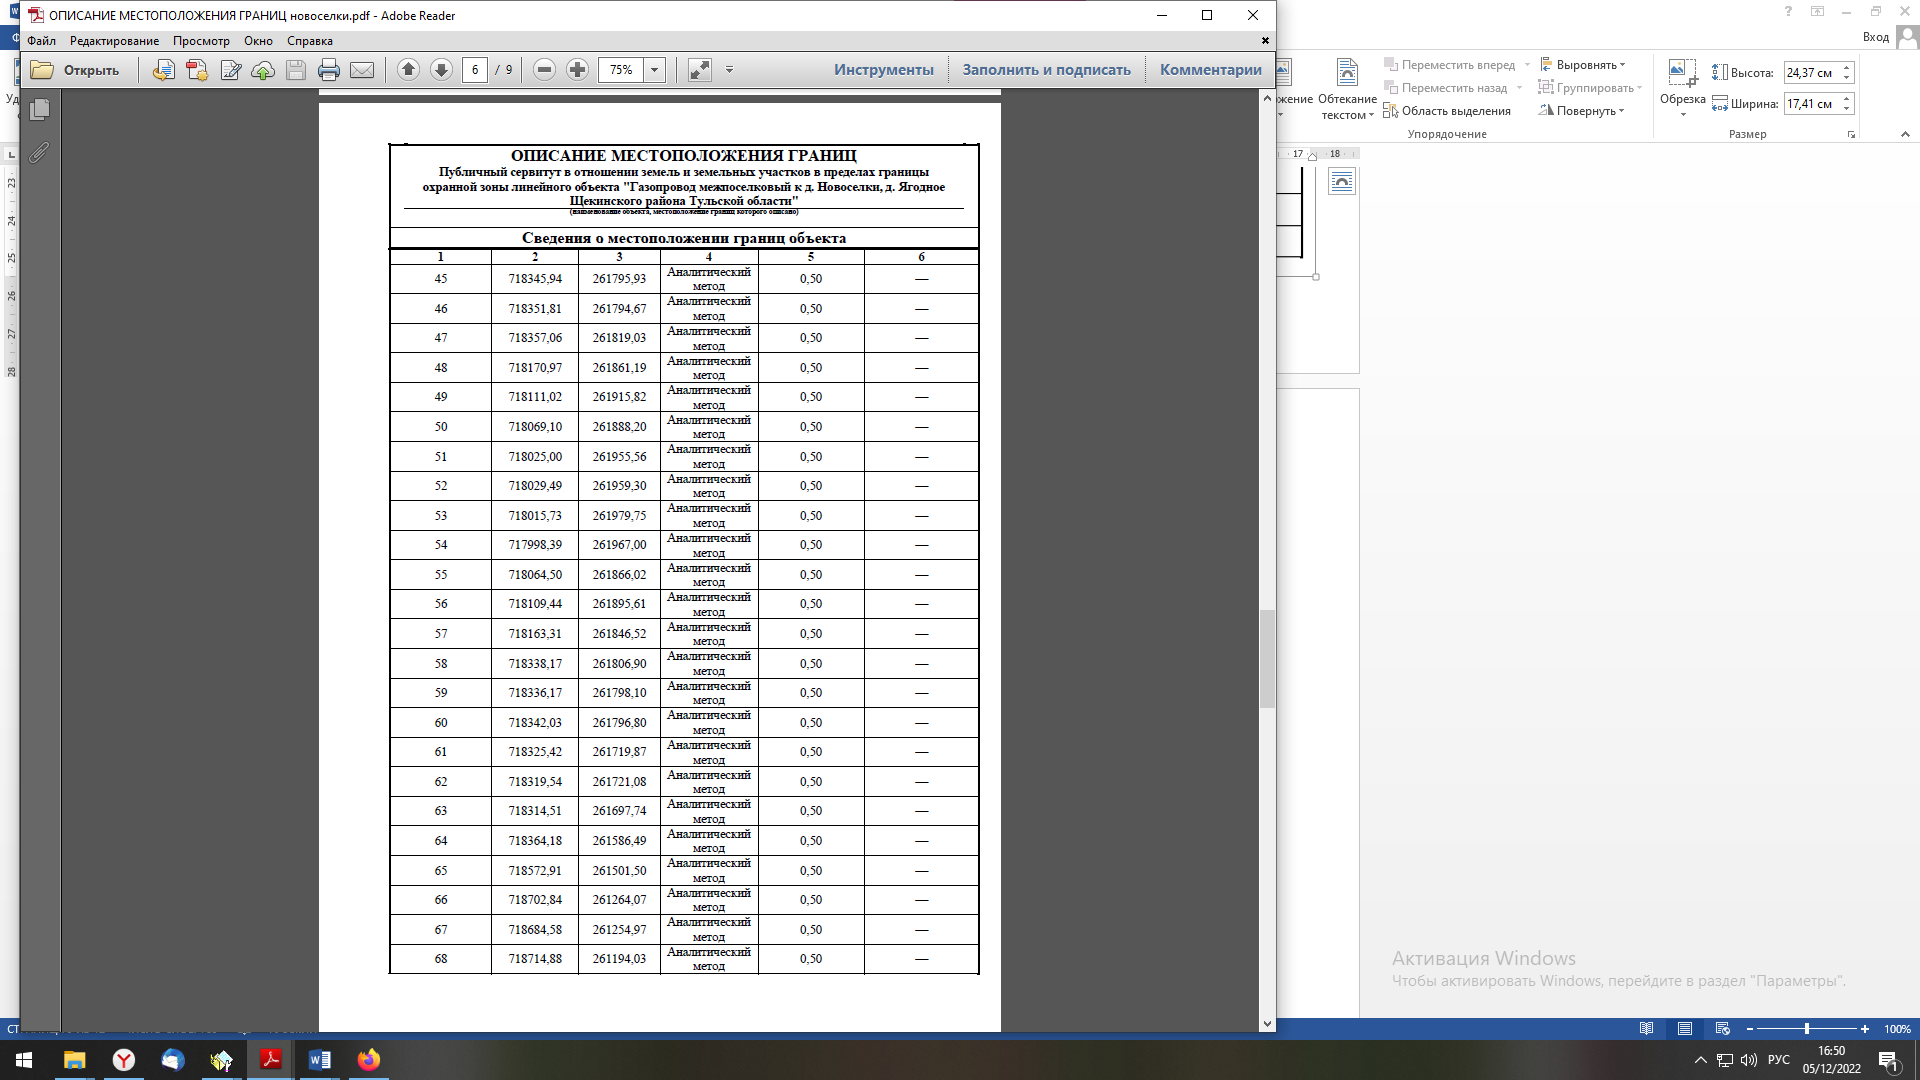 ОПИСАНИЕ МЕСТОПОЛОЖЕНИЯ ГРАНИЦ новоселки.pdf - Adobe Reader
Файл Редактирование Просмотр Окно Справка
Открыть 6 / 9 75% Инструменты Заполнить и подписать Комментарии
Вход
Переместить вперед
Переместить назад
Область выделения
Обтекание
текстом
Выровнять
Группировать
Повернуть
Упорядочение
Обрезка
Высота: 24,37 см
Ширина: 17,41 см
Размер
17 18
23
24
25
26
27
28
ОПИСАНИЕ МЕСТОПОЛОЖЕНИЯ ГРАНИЦ
Публичный сервитут в отношении земель и земельных участков в пределах границы
охранной зоны линейного объекта "Газопровод межпоселковый к д. Новоселки, д. Ягодное
Щекинского района Тульской области"
(наименование объекта, местоположение границ которого описано)
Сведения о местоположении границ объекта
1 2 3 4 5 6
45 718345,94 261795,93 Аналитический метод 0,50 —
46 718351,81 261794,67 Аналитический метод 0,50 —
47 718357,06 261819,03 Аналитический метод 0,50 —
48 718170,97 261861,19 Аналитический метод 0,50 —
49 718111,02 261915,82 Аналитический метод 0,50 —
50 718069,10 261888,20 Аналитический метод 0,50 —
51 718025,00 261955,56 Аналитический метод 0,50 —
52 718029,49 261959,30 Аналитический метод 0,50 —
53 718015,73 261979,75 Аналитический метод 0,50 —
54 717998,39 261967,00 Аналитический метод 0,50 —
55 718064,50 261866,02 Аналитический метод 0,50 —
56 718109,44 261895,61 Аналитический метод 0,50 —
57 718163,31 261846,52 Аналитический метод 0,50 —
58 718338,17 261806,90 Аналитический метод 0,50 —
59 718336,17 261798,10 Аналитический метод 0,50 —
60 718342,03 261796,80 Аналитический метод 0,50 —
61 718325,42 261719,87 Аналитический метод 0,50 —
62 718319,54 261721,08 Аналитический метод 0,50 —
63 718314,51 261697,74 Аналитический метод 0,50 —
64 718364,18 261586,49 Аналитический метод 0,50 —
65 718572,91 261501,50 Аналитический метод 0,50 —
66 718702,84 261264,07 Аналитический метод 0,50 —
67 718684,58 261254,97 Аналитический метод 0,50 —
68 718714,88 261194,03 Аналитический метод 0,50 —
Активация Windows
Чтобы активировать Windows, перейдите в раздел "Параметры".
100%
РУС
16:50
05/12/2022
1